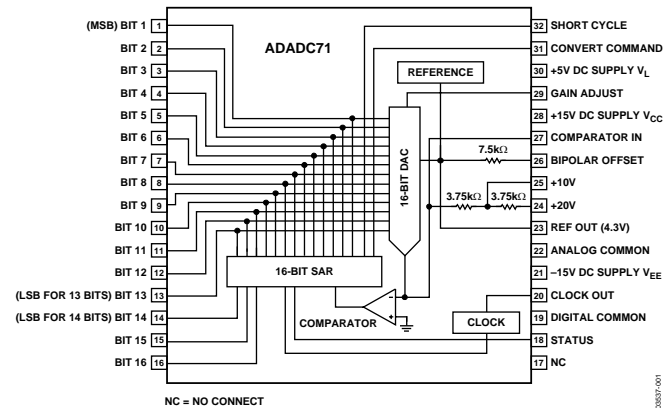 ADADC71
(MSB) BIT 1 1
BIT 2 2
BIT 3 3
BIT 4 4
BIT 5 5
BIT 6 6
BIT 7 7
BIT 8 8
BIT 9 9
BIT 10 10
BIT 11 11
BIT 12 12
(LSB FOR 13 BITS) BIT 13 13
(LSB FOR 14 BITS) BIT 14 14
BIT 15 15
BIT 16 16
REFERENCE
16-BIT DAC
7.5kΩ
3.75kΩ 3.75kΩ
16-BIT SAR
COMPARATOR
–
+
CLOCK
32 SHORT CYCLE
31 CONVERT COMMAND
30 +5V DC SUPPLY VL
29 GAIN ADJUST
28 +15V DC SUPPLY VCC
27 COMPARATOR IN
26 BIPOLAR OFFSET
25 +10V
24 +20V
23 REF OUT (4.3V)
22 ANALOG COMMON
21 –15V DC SUPPLY VEE
20 CLOCK OUT
19 DIGITAL COMMON
18 STATUS
17 NC
NC = NO CONNECT
03537-001